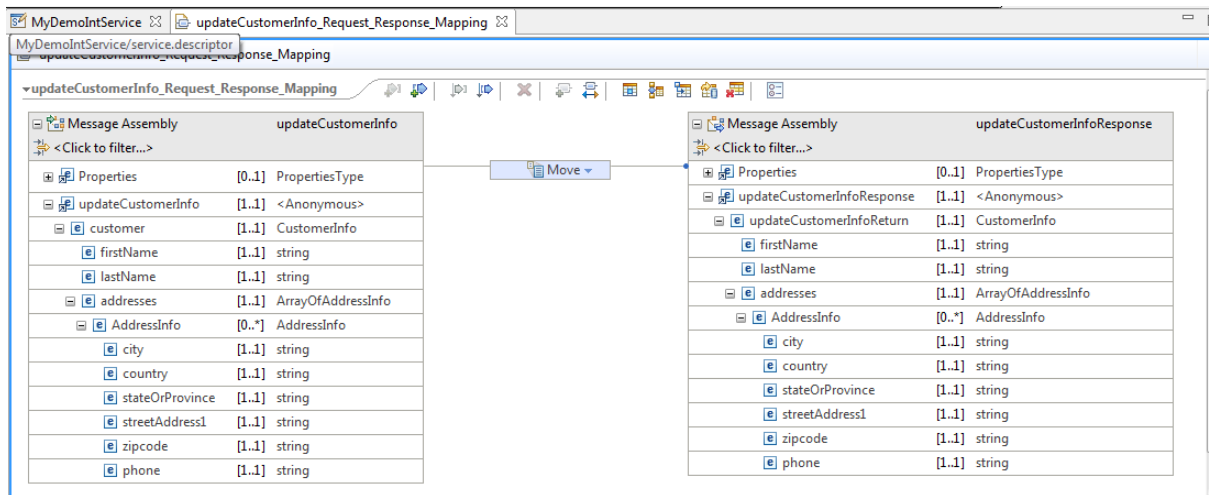 MyDemoIntService updateCustomerInfo_Request_Response_Mapping
MyDemoIntService/service.descriptor
updateCustomerInfo_Request_Response_Mapping
updateCustomerInfo_Request_Response_Mapping
Message Assembly updateCustomerInfo
<Click to filter...>
Properties [0..1] PropertiesType
updateCustomerInfo [1..1] <Anonymous>
customer [1..1] CustomerInfo
firstName [1..1] string
lastName [1..1] string
addresses [1..1] ArrayOfAddressInfo
AddressInfo [0..*] AddressInfo
city [1..1] string
country [1..1] string
stateOrProvince [1..1] string
streetAddress1 [1..1] string
zipcode [1..1] string
phone [1..1] string
Move
Message Assembly updateCustomerInfoResponse
<Click to filter...>
Properties [0..1] PropertiesType
updateCustomerInfoResponse [1..1] <Anonymous>
updateCustomerInfoReturn [1..1] CustomerInfo
firstName [1..1] string
lastName [1..1] string
addresses [1..1] ArrayOfAddressInfo
AddressInfo [0..*] AddressInfo
city [1..1] string
country [1..1] string
stateOrProvince [1..1] string
streetAddress1 [1..1] string
zipcode [1..1] string
phone [1..1] string